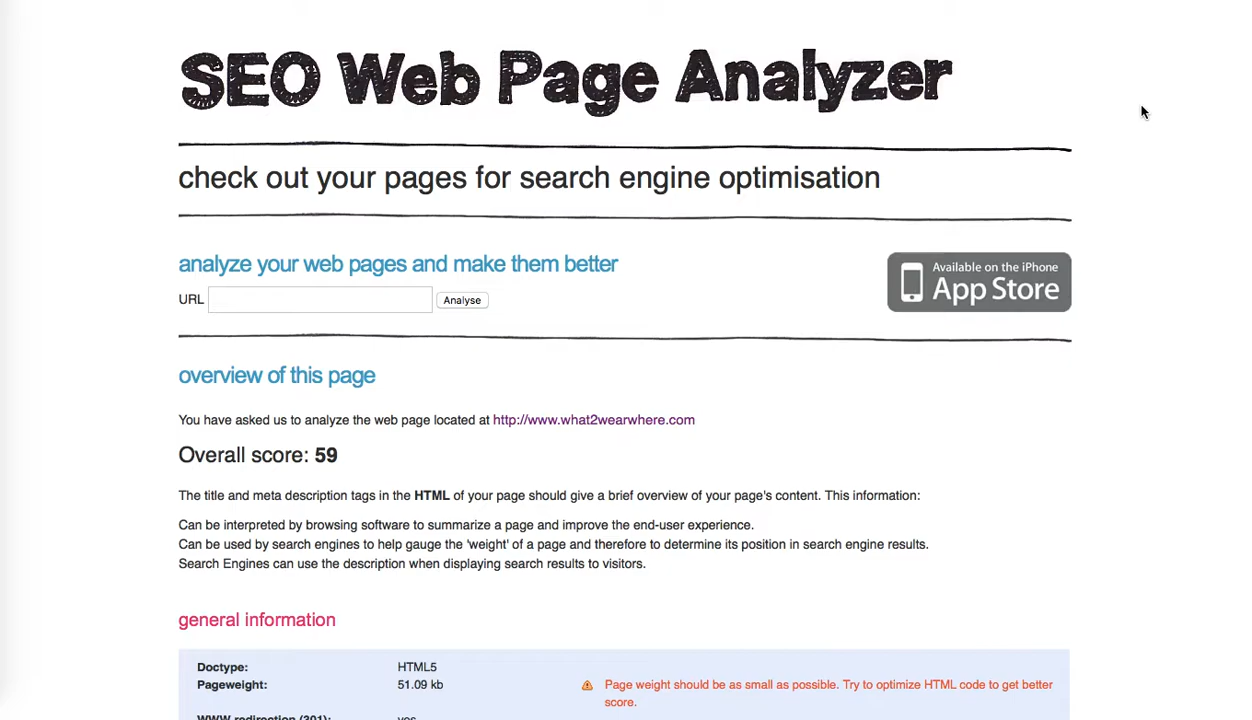 SEO Web Page Analyzer
check out your pages for search engine optimisation
analyze your web pages and make them better
URL Analyse
Available on the iPhone
App Store
overview of this page
You have asked us to analyze the web page located at http://www.what2wearwhere.com
Overall score: 59
The title and meta description tags in the HTML of your page should give a brief overview of your page's content. This information:
Can be interpreted by browsing software to summarize a page and improve the end-user experience.
Can be used by search engines to help gauge the 'weight' of a page and therefore to determine its position in search engine results.
Search Engines can use the description when displaying search results to visitors.
general information
Doctype: HTML5
Pageweight: 51.09 kb Page weight should be as small as possible. Try to optimize HTML code to get better
score.
WWW redirection (301): yes